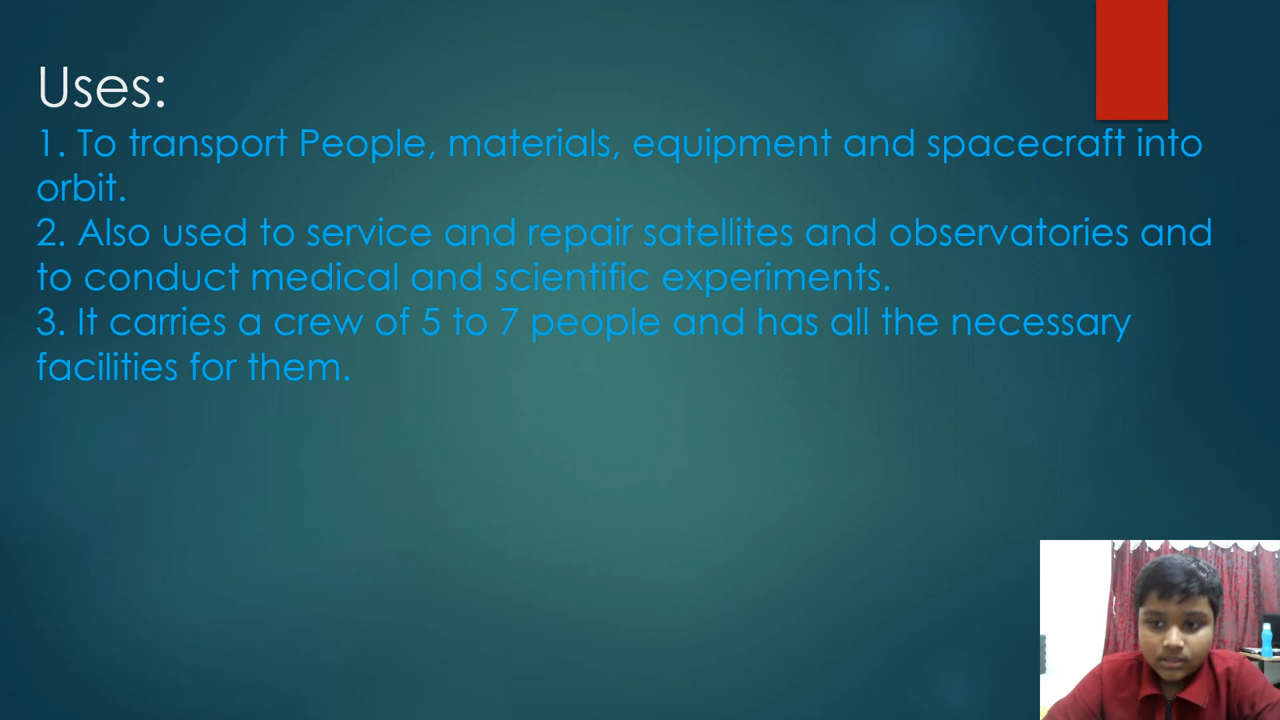 Uses:
1. To transport People, materials, equipment and spacecraft into
orbit.
2. Also used to service and repair satellites and observatories and
to conduct medical and scientific experiments.
3. It carries a crew of 5 to 7 people and has all the necessary
facilities for them.